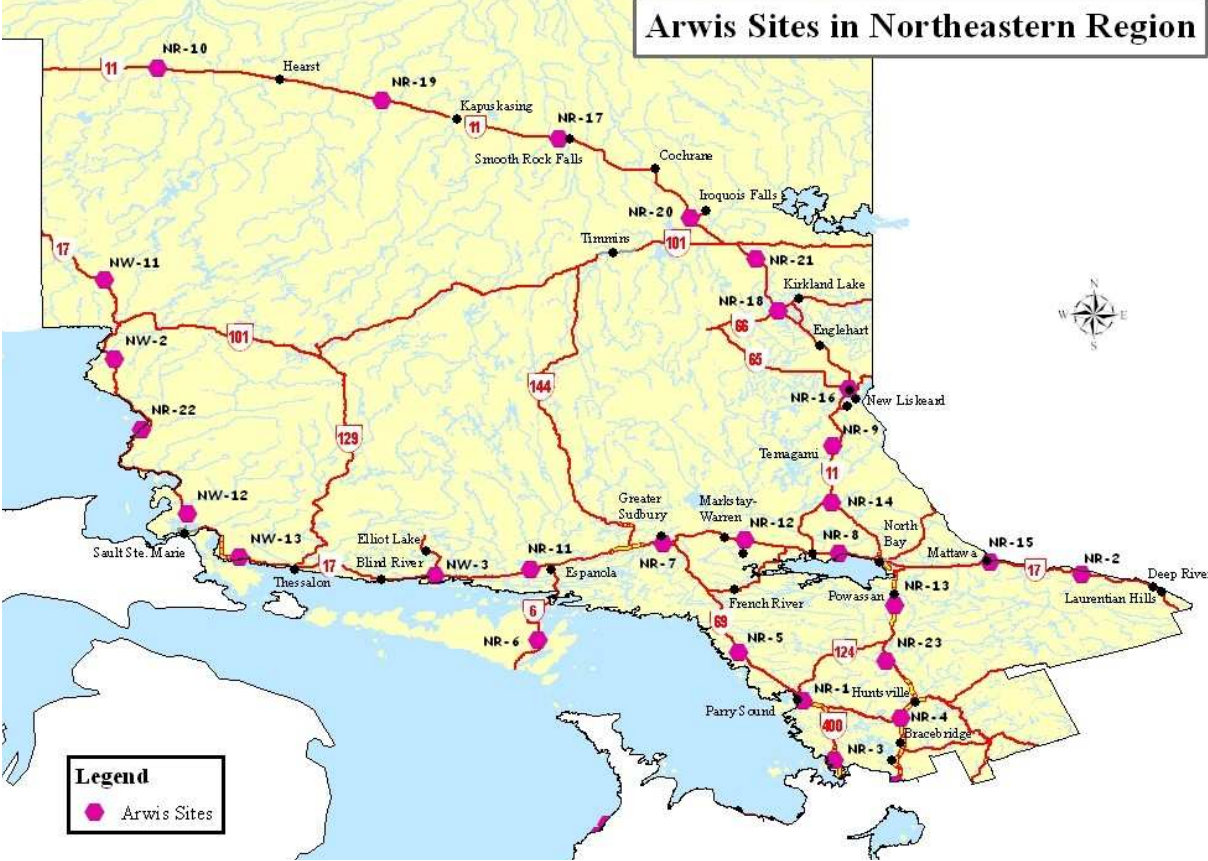 Arwis Sites in Northeastern Region
NR-10
11
Hearst
NR-19
Kapuskasing
11
NR-17
Smooth Rock Falls
Cochrane
Iroquois Falls
NR-20
Timmins
101
17
NW-11
NR-21
Kirkland Lake
NR-18
N
W
E
S
66
Englehart
101
NW-2
65
144
NR-16
New Liskeard
NR-22
129
NR-9
Temagami
11
NW-12
Greater
Sudbury
Markstay-
Warren
NR-14
NR-12
North
Bay
Sault Ste. Marie
NW-13
Elliot Lake
Blind River
17
Thessalon
NW-3
NR-11
Espanola
NR-7
NR-8
Mattawa
NR-15
17
NR-2
Deep River
Laurentian Hills
French River
Powassan
NR-13
6
NR-6
69
NR-5
124
NR-23
Parry Sound
NR-1
Huntsville
400
NR-4
Bracebridge
NR-3
Legend
Arwis Sites